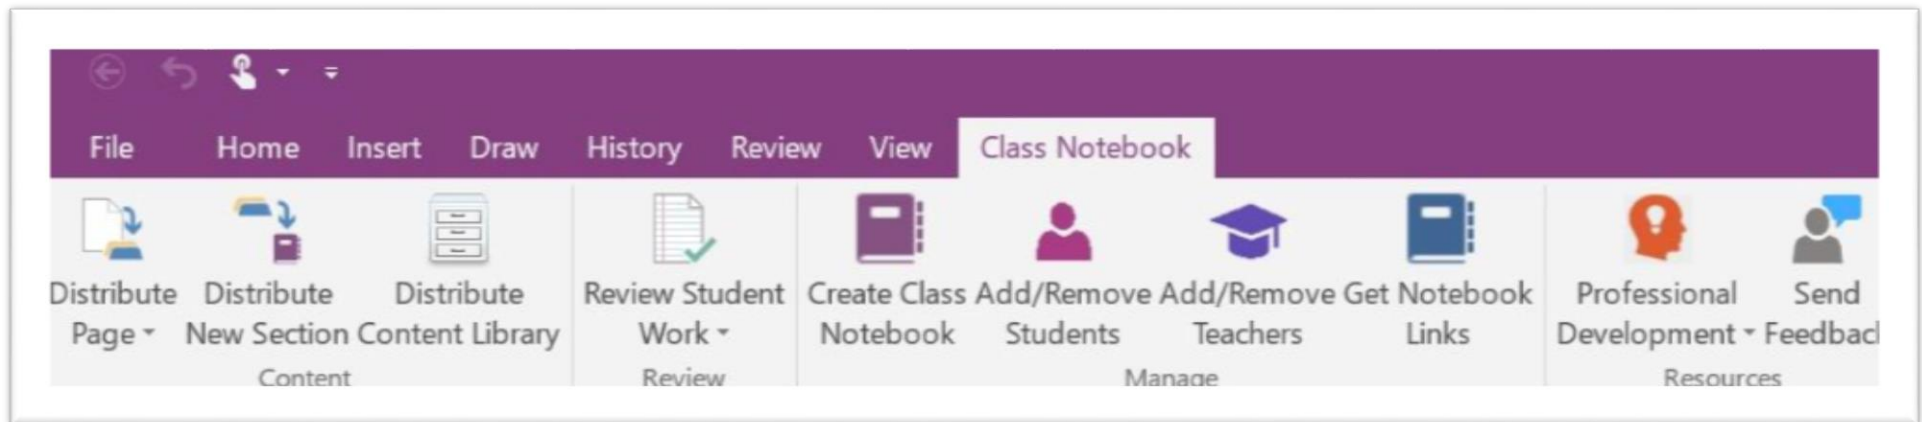 File Home Insert Draw History Review View Class Notebook
Distribute Page
Distribute New Section
Distribute Content Library
Content
Review Student Work
Review
Create Class Notebook
Add/Remove Students
Add/Remove Teachers
Get Notebook Links
Manage
Professional Development
Send
Resources